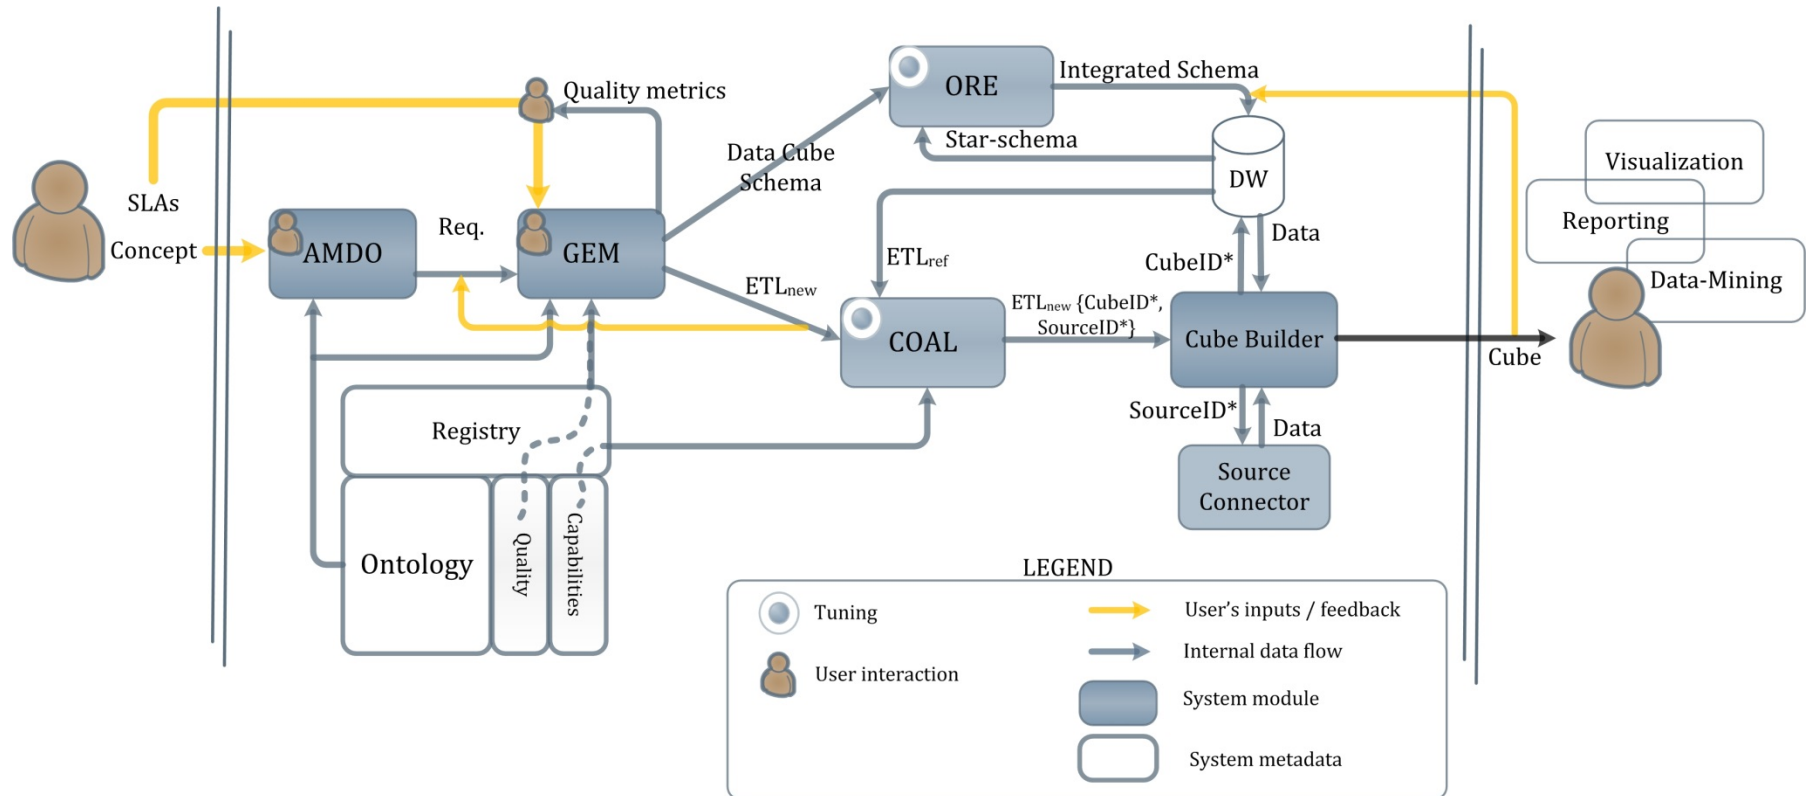 SLAs
Concept
AMDO
Req.
Quality metrics
GEM
Data Cube
Schema
ETLnew
ORE
Integrated Schema
Star-schema
DW
ETLref
CubeID*
Data
COAL
ETLnew {CubeID*,
SourceID*}
Cube Builder
SourceID*
Data
Source
Connector
Cube
Visualization
Reporting
Data-Mining
Registry
Ontology
Quality
Capabilities
LEGEND
Tuning
User interaction
User's inputs / feedback
Internal data flow
System module
System metadata